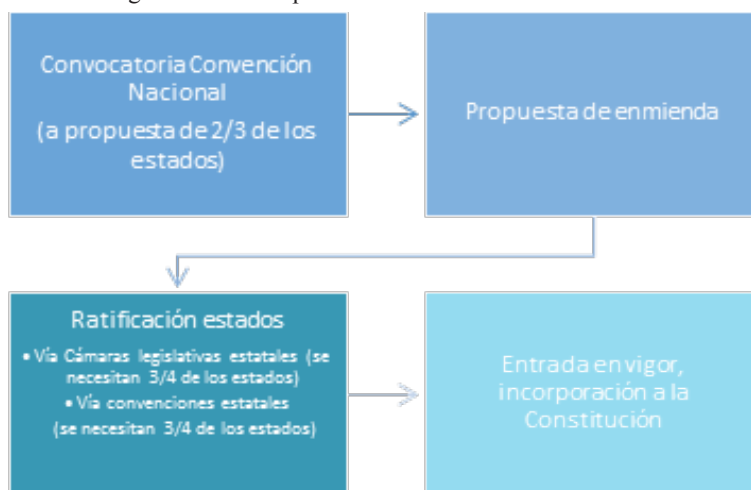 Convocatoria Convención
Nacional
(a propuesta de 2/3 de los
estados)
Propuesta de enmienda
Ratificación estados
• Vía Cámaras legislativas estatales (se
necesitan 3/4 de los estados)
• Vía convenciones estatales
(se necesitan 3/4 de los estados)
Entrada en vigor,
incorporación a la
Constitución